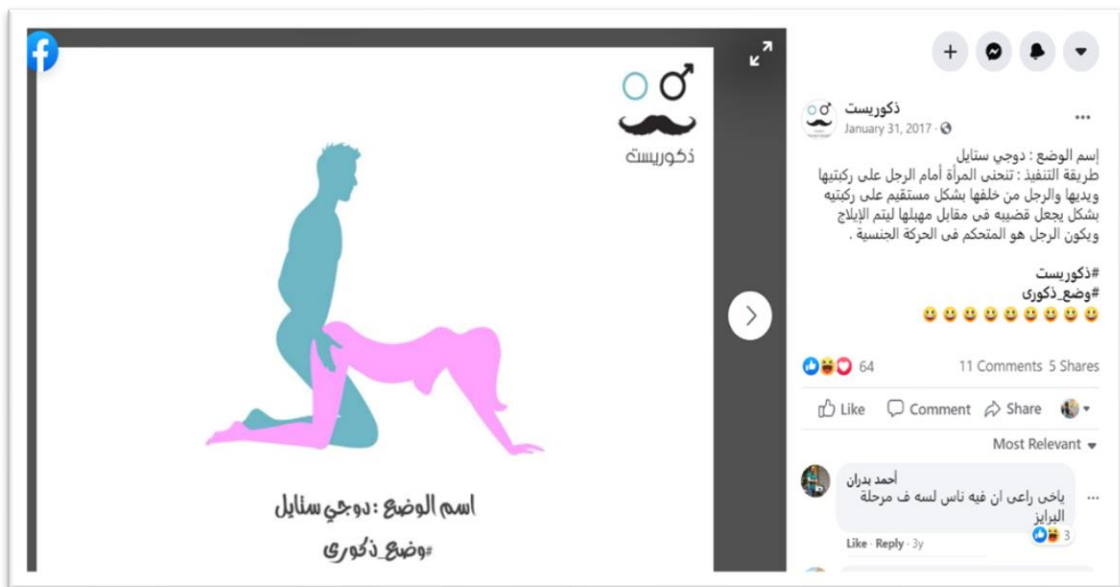 ذكوريست
اسم الوضع : دوجي ستايل
#وضع_ذكورى
ذكوريست
January 31, 2017
إسم الوضع : دوجي ستايل
طريقة التنفيذ : تنحنى المرأة أمام الرجل على ركبتيها
ويديها والرجل من خلفها بشكل مستقيم على ركبتيه
بشكل يجعل قضيبه فى مقابل مهبلها ليتم الإيلاج
ويكون الرجل هو المتحكم فى الحركة الجنسية .
#ذكوريست
#وضع_ذكورى
64
11 Comments 5 Shares
Like Comment Share
Most Relevant
أحمد بدران
ياخى راعى ان فيه ناس لسه ف مرحلة
البرايز
3
Like · Reply · 3y